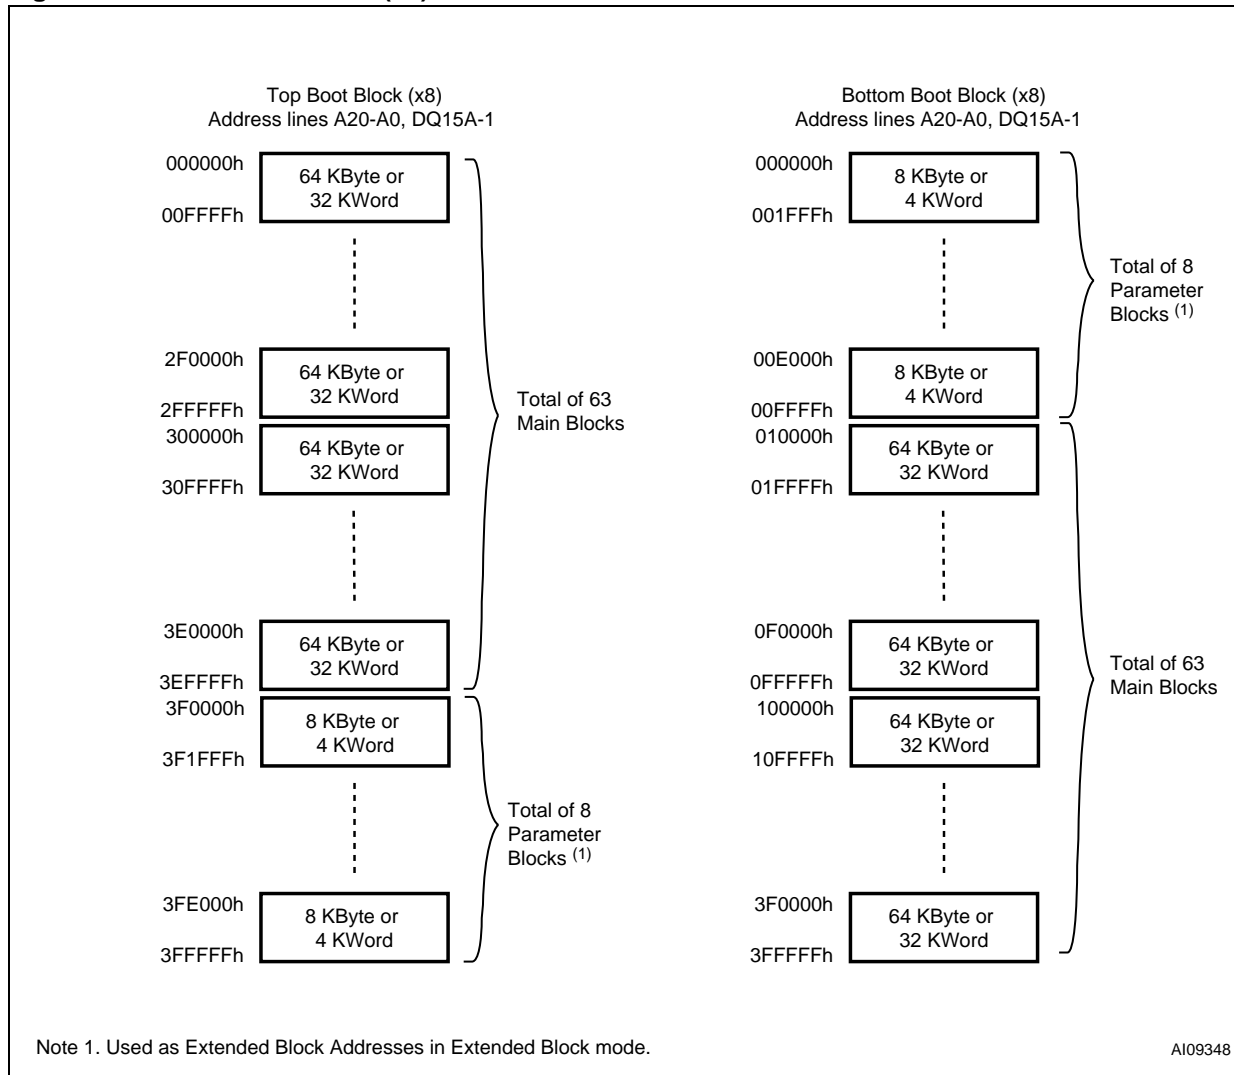 Top Boot Block (x8)
Address lines A20-A0, DQ15A-1
000000h
64 KByte or
32 KWord
00FFFFh
2F0000h
64 KByte or
32 KWord
2FFFFFh
300000h
64 KByte or
32 KWord
30FFFFh
Total of 63
Main Blocks
3E0000h
64 KByte or
32 KWord
3EFFFFh
3F0000h
8 KByte or
4 KWord
3F1FFFh
Total of 8
Parameter
Blocks (1)
3FE000h
8 KByte or
4 KWord
3FFFFFh
Bottom Boot Block (x8)
Address lines A20-A0, DQ15A-1
000000h
8 KByte or
4 KWord
001FFFh
Total of 8
Parameter
Blocks (1)
00E000h
8 KByte or
4 KWord
00FFFFh
010000h
64 KByte or
32 KWord
01FFFFh
0F0000h
64 KByte or
32 KWord
0FFFFFh
Total of 63
Main Blocks
100000h
64 KByte or
32 KWord
10FFFFh
3F0000h
64 KByte or
32 KWord
3FFFFFh
Note 1. Used as Extended Block Addresses in Extended Block mode.
AI09348